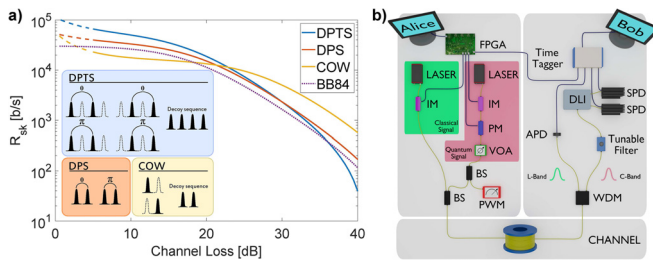 a)
R_sk [b/s]
10^5
10^4
10^3
10^2
10^1
0
10
20
30
40
Channel Loss [dB]
DPTS
DPS
COW
BB84
DPTS
0
0
Decoy sequence
π
π
DPS
0
π
COW
Decoy sequence
b)
Alice
Bob
FPGA
Time
Tagger
LASER
LASER
IM
IM
Classical
Signal
PM
Quantum
Signal
VOA
BS
BS
PWM
DLI
SPD
SPD
APD
Tunable
Filter
L-Band
C-Band
WDM
CHANNEL